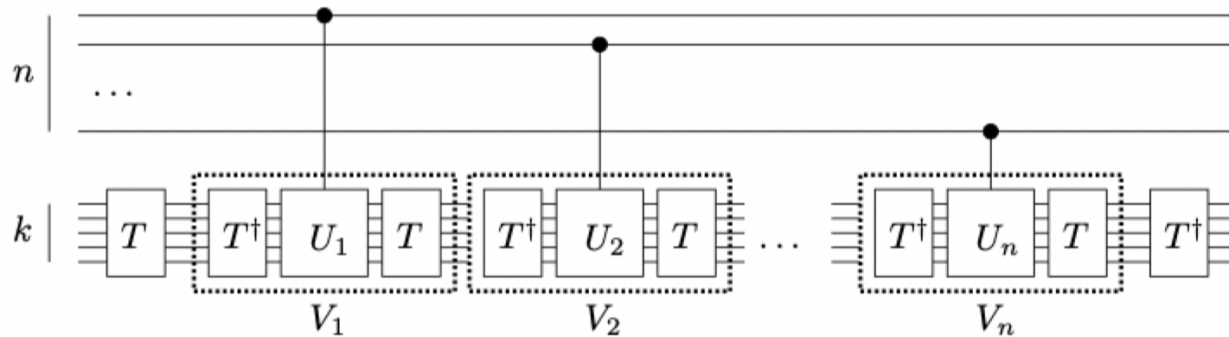 n
...
T T† U₁ T T† U₂ T ... T† Uₙ T T†
k
V₁ V₂ Vₙ